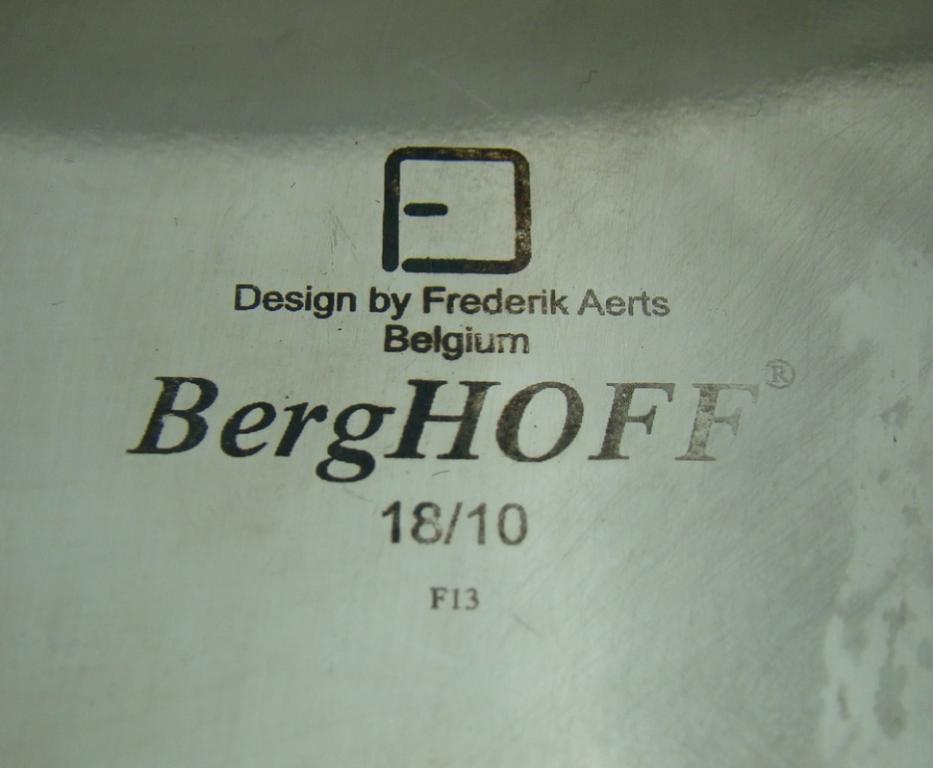 Design by Frederik Aerts
Belgium
BergHOFF®
18/10
F13